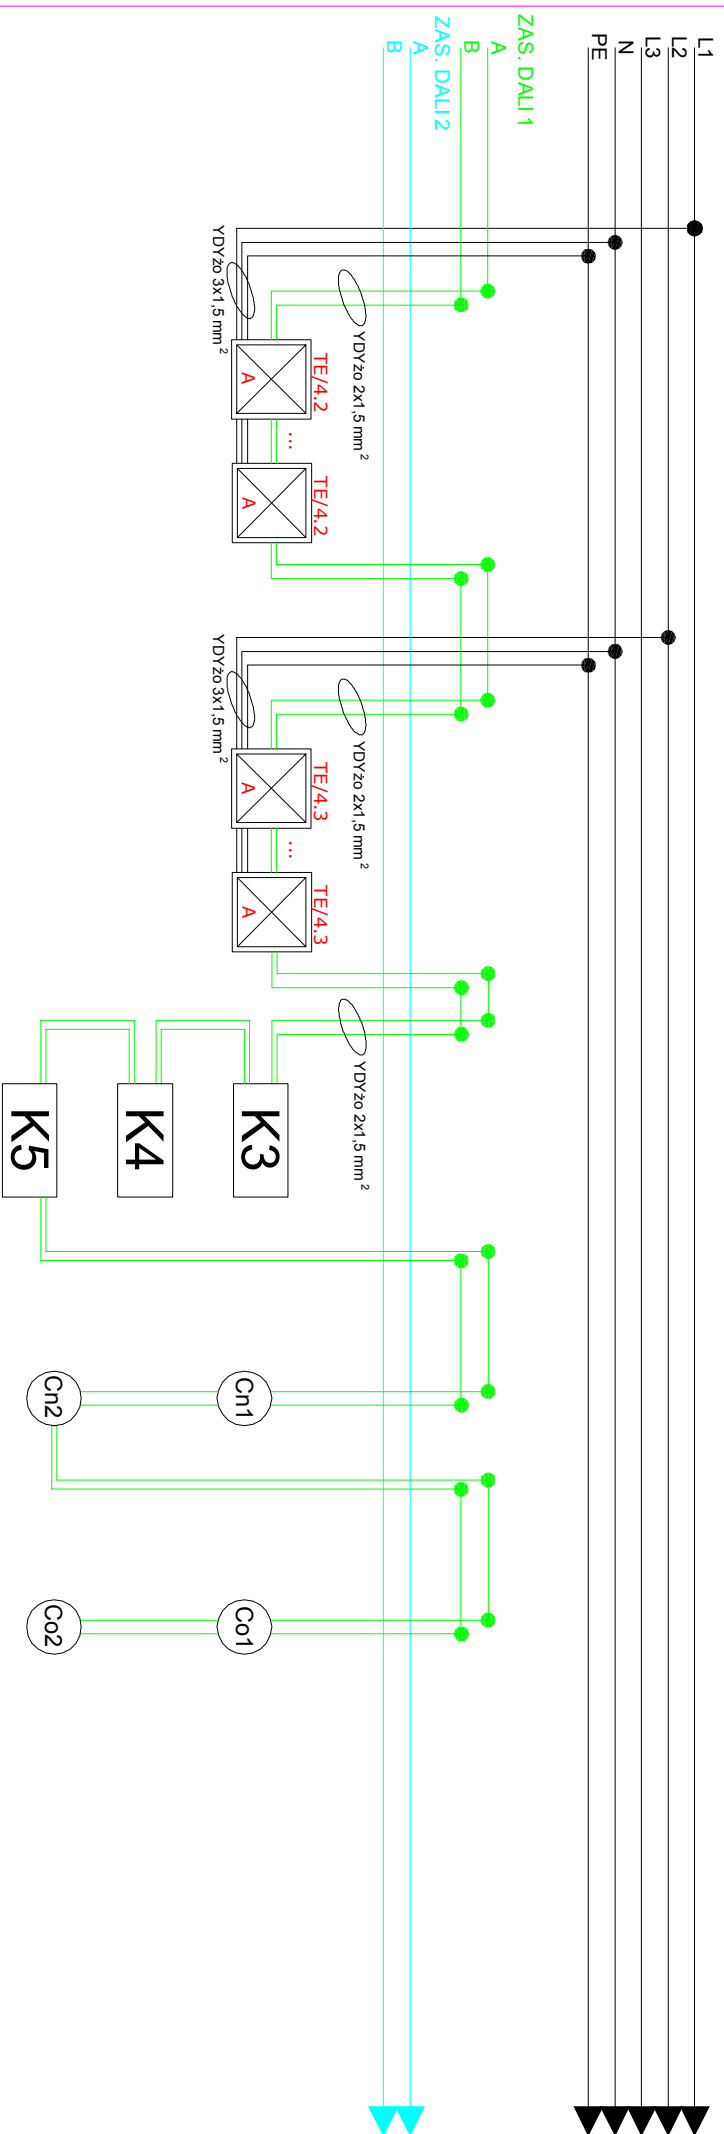 L1
L2
L3
N
PE
ZAS. DALI 1
A
B
ZAS. DALI 2
A
B
YDYżo 3x1,5 mm²
YDYżo 2x1,5 mm²
TE/4.2
A
...
TE/4.2
A
YDYżo 3x1,5 mm²
YDYżo 2x1,5 mm²
TE/4.3
A
...
TE/4.3
A
YDYżo 2x1,5 mm²
K3
K4
K5
Cn1
Cn2
Co1
Co2